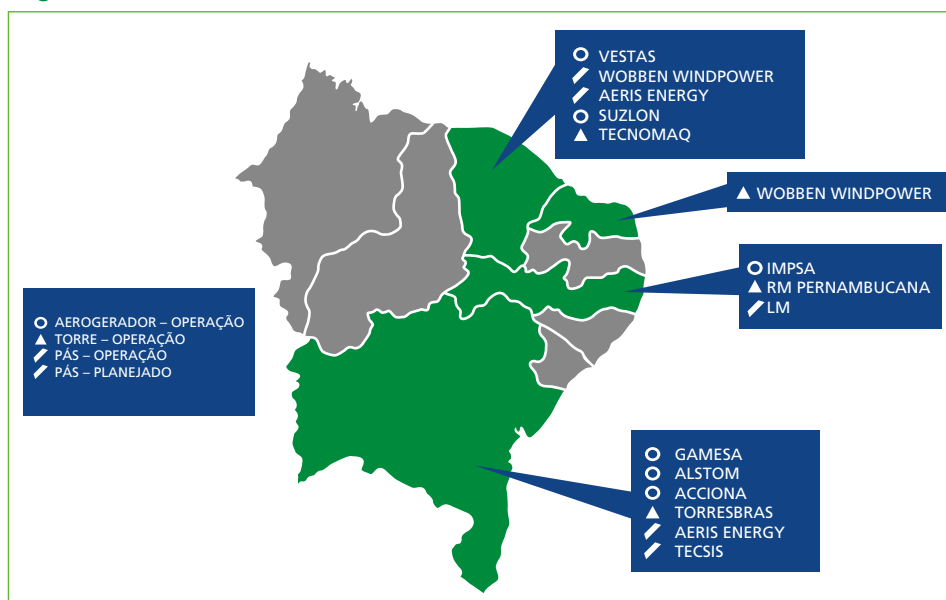 VESTAS
WOBBEN WINDPOWER
AERIS ENERGY
SUZLON
TECNOMAQ
WOBBEN WINDPOWER
IMPSA
RM PERNAMBUCANA
LM
AEROGERADOR – OPERAÇÃO
TORRE – OPERAÇÃO
PÁS – OPERAÇÃO
PÁS – PLANEJADO
GAMESA
ALSTOM
ACCIONA
TORRESBRAS
AERIS ENERGY
TECSIS